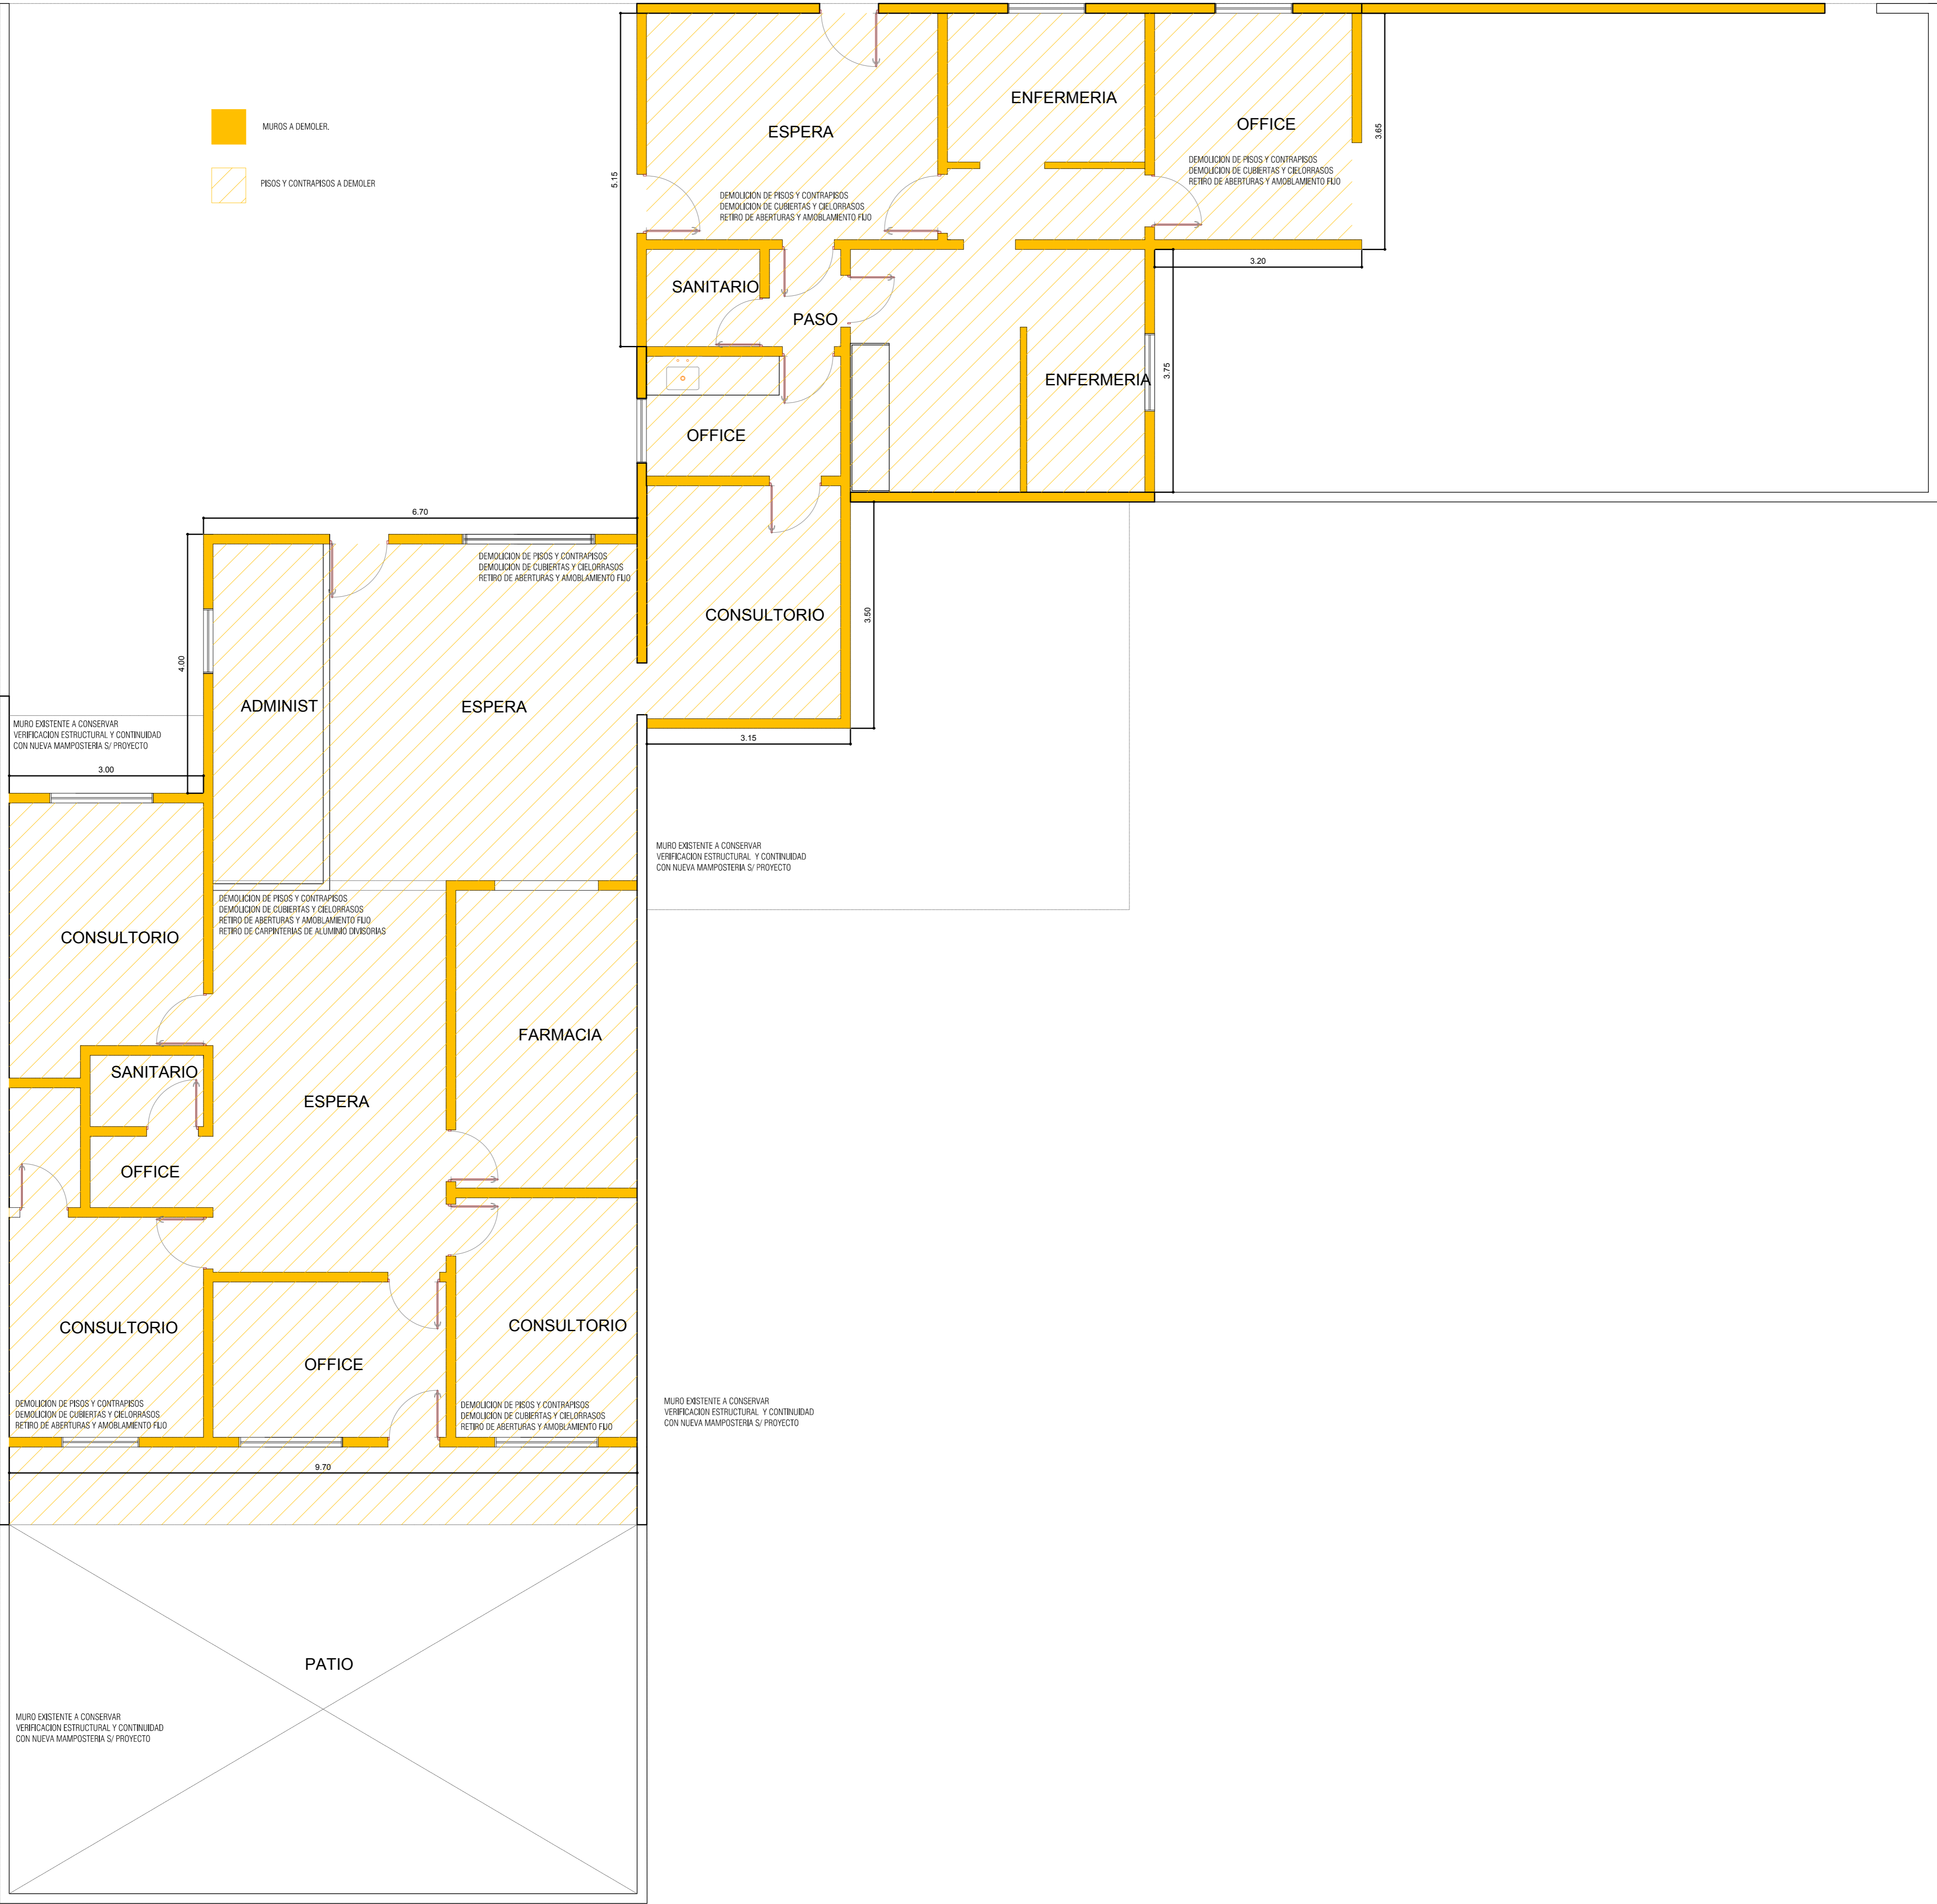 MUROS A DEMOLER.
PISOS Y CONTRAPISOS A DEMOLER
ESPERA
ENFERMERIA
OFFICE
DEMOLICION DE PISOS Y CONTRAPISOS
DEMOLICION DE CUBIERTAS Y CIELORRASOS
RETIRO DE ABERTURAS Y AMOBLAMIENTO FIJO
DEMOLICION DE PISOS Y CONTRAPISOS
DEMOLICION DE CUBIERTAS Y CIELORRASOS
RETIRO DE ABERTURAS Y AMOBLAMIENTO FIJO
5.15
3.65
3.20
SANITARIO
PASO
ENFERMERIA
3.75
OFFICE
6.70
DEMOLICION DE PISOS Y CONTRAPISOS
DEMOLICION DE CUBIERTAS Y CIELORRASOS
RETIRO DE ABERTURAS Y AMOBLAMIENTO FIJO
CONSULTORIO
3.50
4.00
ADMINIST
ESPERA
3.15
MURO EXISTENTE A CONSERVAR
VERIFICACION ESTRUCTURAL Y CONTINUIDAD
CON NUEVA MAMPOSTERIA S/ PROYECTO
3.00
MURO EXISTENTE A CONSERVAR
VERIFICACION ESTRUCTURAL Y CONTINUIDAD
CON NUEVA MAMPOSTERIA S/ PROYECTO
DEMOLICION DE PISOS Y CONTRAPISOS
DEMOLICION DE CUBIERTAS Y CIELORRASOS
RETIRO DE ABERTURAS Y AMOBLAMIENTO FIJO
RETIRO DE CARPINTERIAS DE ALUMINIO DIVISORIAS
CONSULTORIO
FARMACIA
SANITARIO
ESPERA
OFFICE
CONSULTORIO
OFFICE
CONSULTORIO
DEMOLICION DE PISOS Y CONTRAPISOS
DEMOLICION DE CUBIERTAS Y CIELORRASOS
RETIRO DE ABERTURAS Y AMOBLAMIENTO FIJO
DEMOLICION DE PISOS Y CONTRAPISOS
DEMOLICION DE CUBIERTAS Y CIELORRASOS
RETIRO DE ABERTURAS Y AMOBLAMIENTO FIJO
MURO EXISTENTE A CONSERVAR
VERIFICACION ESTRUCTURAL Y CONTINUIDAD
CON NUEVA MAMPOSTERIA S/ PROYECTO
9.70
PATIO
MURO EXISTENTE A CONSERVAR
VERIFICACION ESTRUCTURAL Y CONTINUIDAD
CON NUEVA MAMPOSTERIA S/ PROYECTO